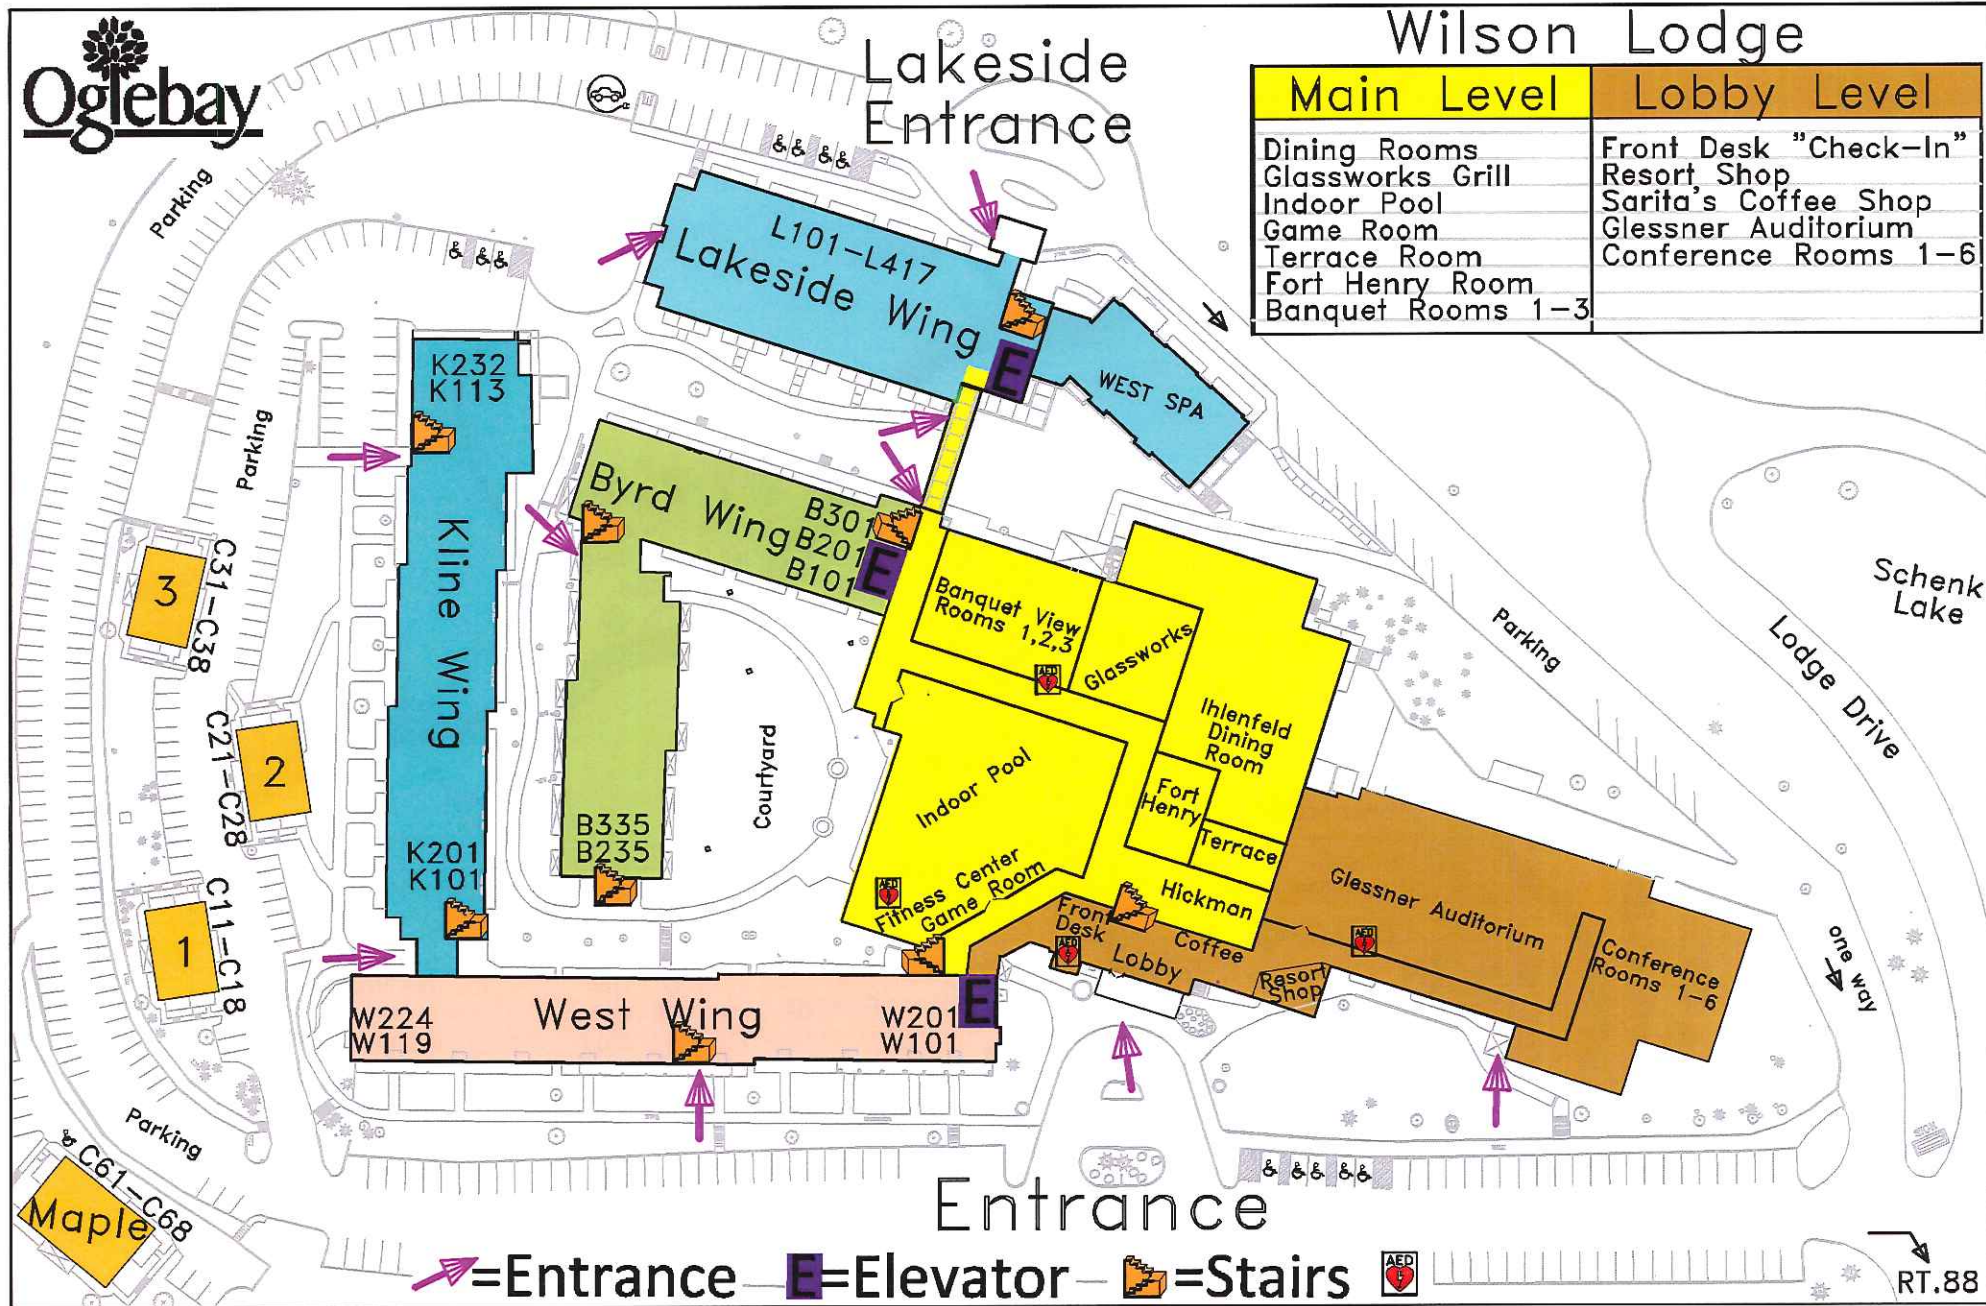 Oglebay
Lakeside
Entrance
Wilson Lodge
Main Level
Lobby Level
Dining Rooms
Glassworks Grill
Indoor Pool
Game Room
Terrace Room
Fort Henry Room
Banquet Rooms 1-3
Front Desk "Check-In"
Resort Shop
Sarita's Coffee Shop
Glessner Auditorium
Conference Rooms 1-6
Parking
L101-L417
Lakeside Wing
E
WEST SPA
K232
K113
Parking
Kline Wing
K201
K101
Byrd Wing
B301
B201
B101
E
B335
B235
Courtyard
3
C31-C38
2
C21-C28
1
C11-C18
Banquet View
Rooms 1,2,3
AED
Glassworks
Ihlenfeld
Dining
Room
Fort
Henry
Terrace
Hickman
Indoor Pool
AED
Fitness Center
Game Room
Front
Desk
AED
Lobby
Coffee
Resort
Shop
Glessner Auditorium
AED
Conference
Rooms 1-6
Parking
Schenk
Lake
Lodge Drive
one way
W224
W119
West Wing
W201
W101
E
Parking
C61-C68
Maple
Entrance
=Entrance
E=Elevator
=Stairs
AED
RT.88